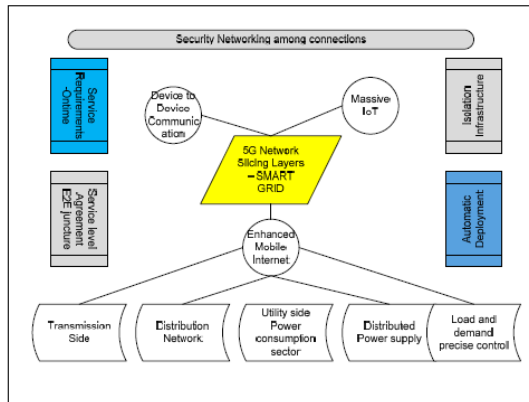 Security Networking among connections
Service
Requirements
-Ontime
Device to
Device
Communic
ation
Massive
IoT
Isolation
Infrastructure
5G Network
Slicing Layers
–SMART
GRID
Service level
Agreement
E2E juncture
Automatic
Deployment
Enhanced
Mobile
Internet
Transmission
Side
Distribution
Network
Utility side
Power
consumption
sector
Distributed
Power supply
Load and
demand
precise control